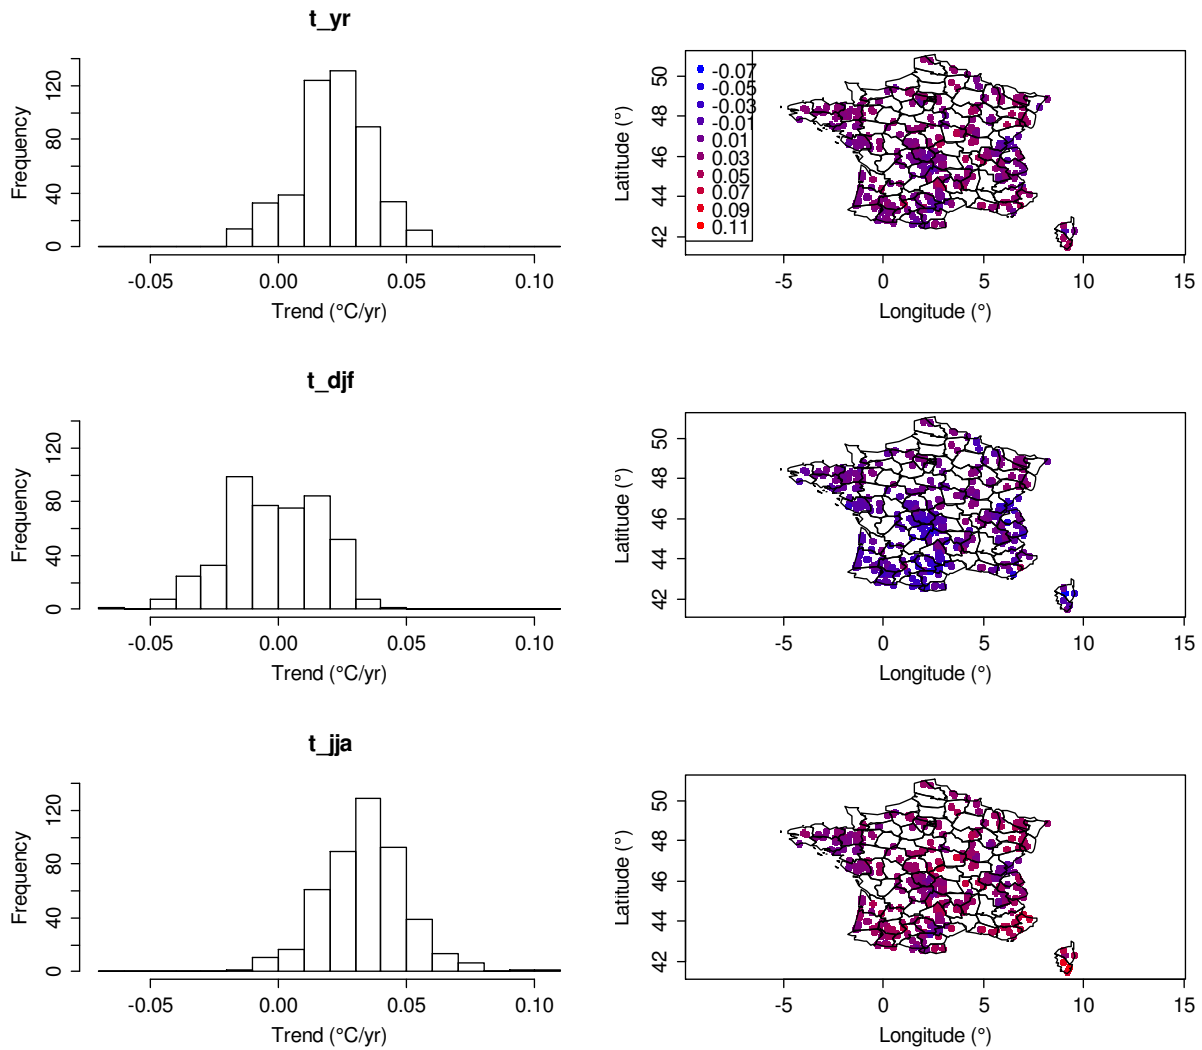 t_yr
Frequency
0 40 80 120
-0.05 0.00 0.05 0.10
Trend (°C/yr)
-0.07
-0.05
-0.03
-0.01
0.01
0.03
0.05
0.07
0.09
0.11
Latitude (°)
42 44 46 48 50
-5 0 5 10 15
Longitude (°)
t_djf
Frequency
0 40 80 120
-0.05 0.00 0.05 0.10
Trend (°C/yr)
Latitude (°)
42 44 46 48 50
-5 0 5 10 15
Longitude (°)
t_jja
Frequency
0 40 80 120
-0.05 0.00 0.05 0.10
Trend (°C/yr)
Latitude (°)
42 44 46 48 50
-5 0 5 10 15
Longitude (°)